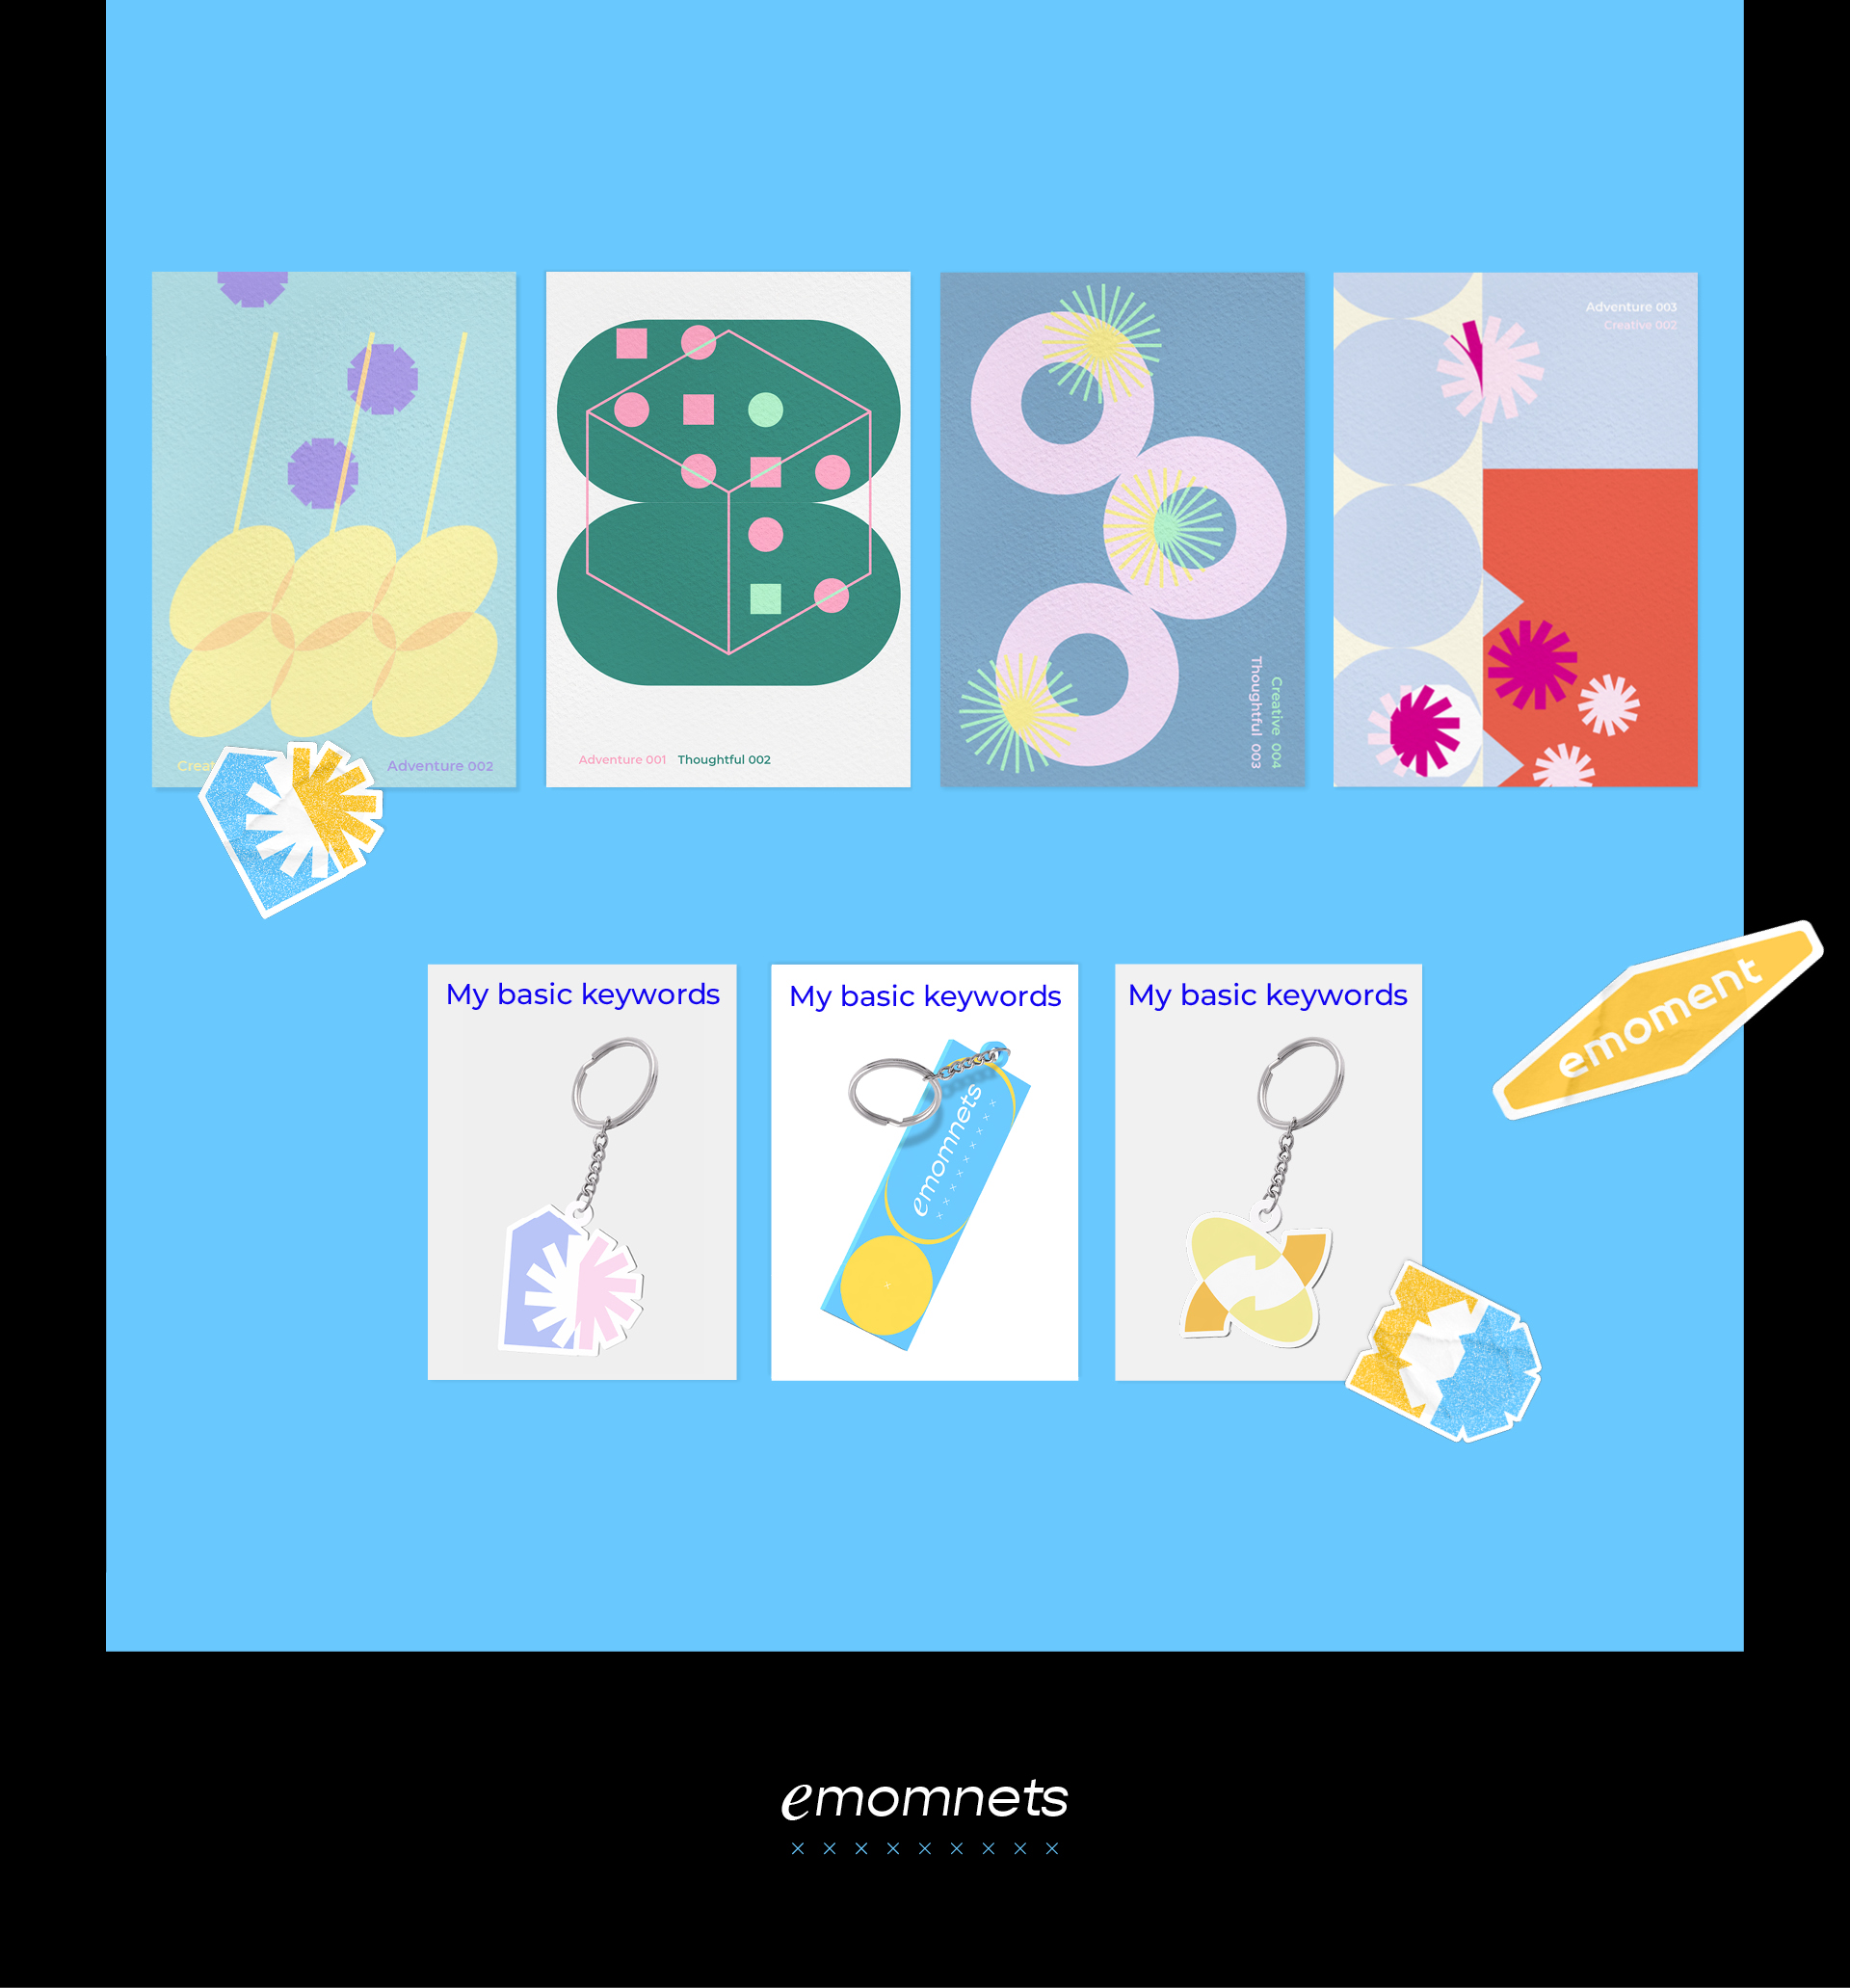 Adventure 002
Adventure 001 Thoughtful 002
Creative 004
Thoughtful 003
Adventure 003
Creative 002
emoment
My basic keywords
My basic keywords
emomnets
My basic keywords
emomnets